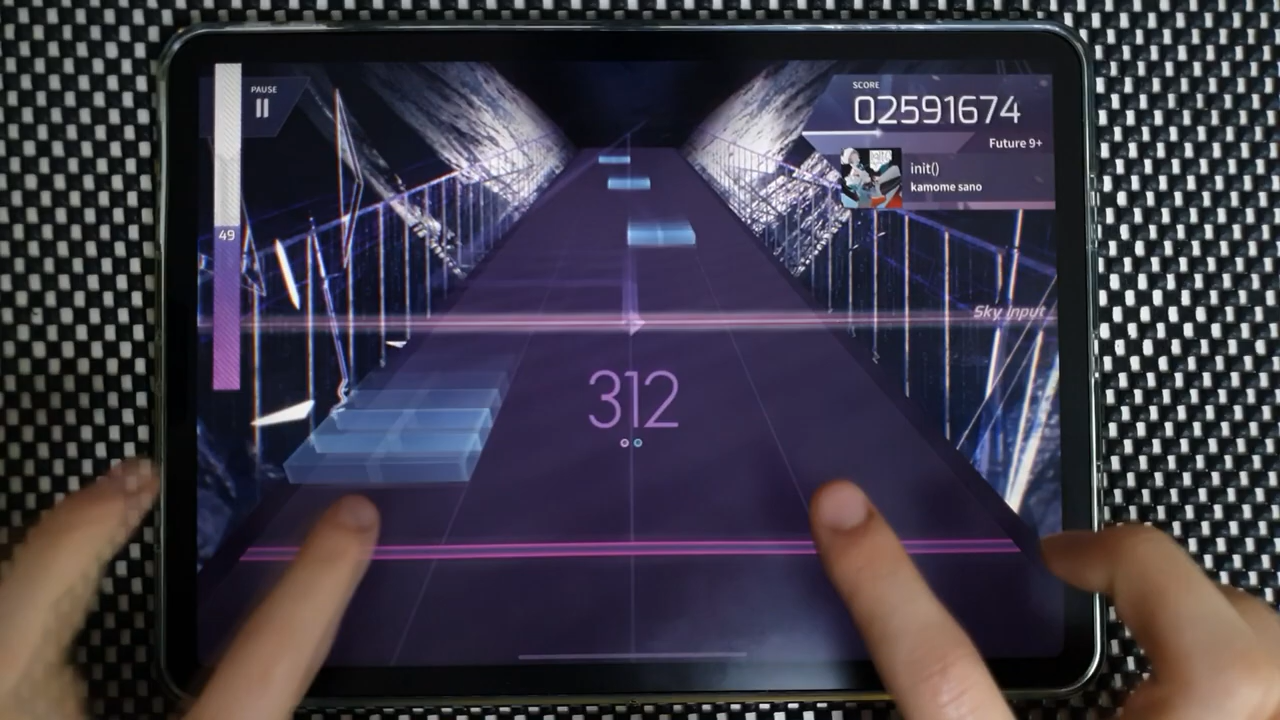 PAUSE
SCORE
02591674
Future 9+
init()
kamome sano
49
Sky Input
312